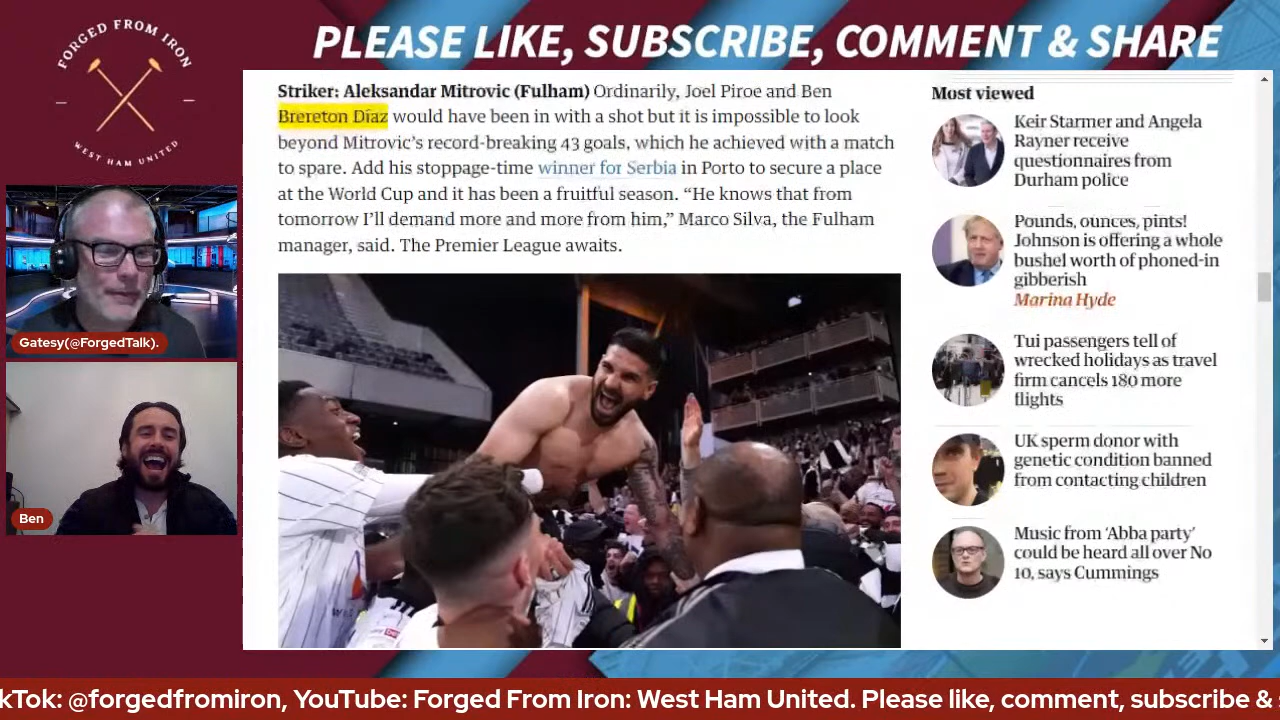 PLEASE LIKE, SUBSCRIBE, COMMENT & SHARE
FORGED FROM IRON
WEST HAM UNITED
Striker: Aleksandar Mitrovic (Fulham) Ordinarily, Joel Piroe and Ben
Brereton Díaz would have been in with a shot but it is impossible to look
beyond Mitrovic’s record-breaking 43 goals, which he achieved with a match
to spare. Add his stoppage-time winner for Serbia in Porto to secure a place
at the World Cup and it has been a fruitful season. “He knows that from
tomorrow I’ll demand more and more from him,” Marco Silva, the Fulham
manager, said. The Premier League awaits.
Most viewed
Keir Starmer and Angela
Rayner receive
questionnaires from
Durham police
Pounds, ounces, pints!
Johnson is offering a whole
bushel worth of phoned-in
gibberish
Marina Hyde
Tui passengers tell of
wrecked holidays as travel
firm cancels 180 more
flights
UK sperm donor with
genetic condition banned
from contacting children
Music from ‘Abba party’
could be heard all over No
10, says Cummings
Gatesy(@ForgedTalk).
Ben
kTok: @forgedfromiron, YouTube: Forged From Iron: West Ham United. Please like, comment, subscribe &